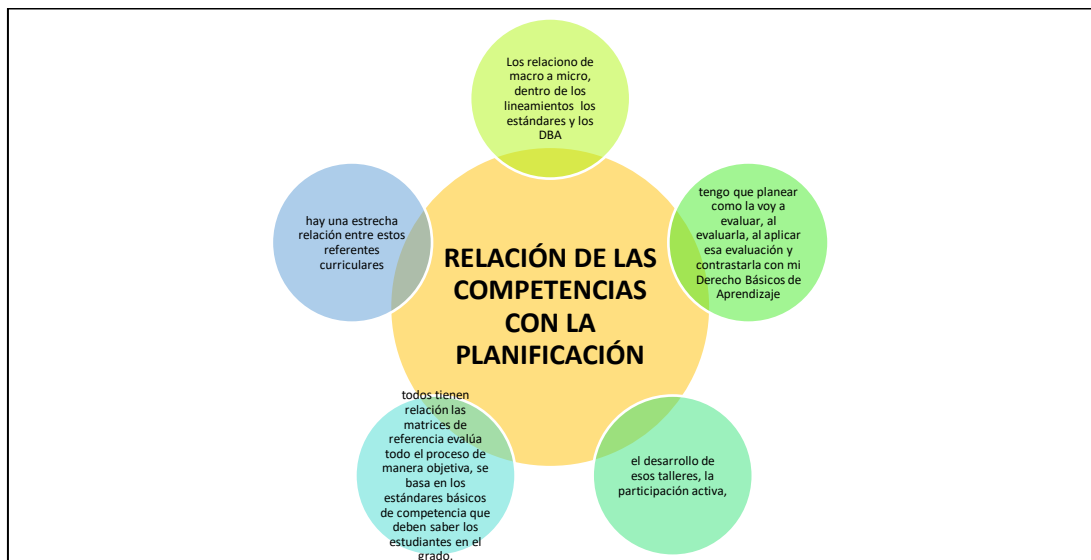 Los relaciono de
macro a micro,
dentro de los
lineamientos los
estándares y los
DBA
tengo que planear
como la voy a
evaluar, al
evaluarla, al aplicar
esa evaluación y
contrastarla con mi
Derecho Básicos de
Aprendizaje
hay una estrecha
relación entre estos
referentes
curriculares
RELACIÓN DE LAS
COMPETENCIAS
CON LA
PLANIFICACIÓN
todos tienen
relación las
matrices de
referencia evalúa
todo el proceso de
manera objetiva, se
basa en los
estándares básicos
de competencia que
deben saber los
estudiantes en el
grado.
el desarrollo de
esos talleres, la
participación activa,